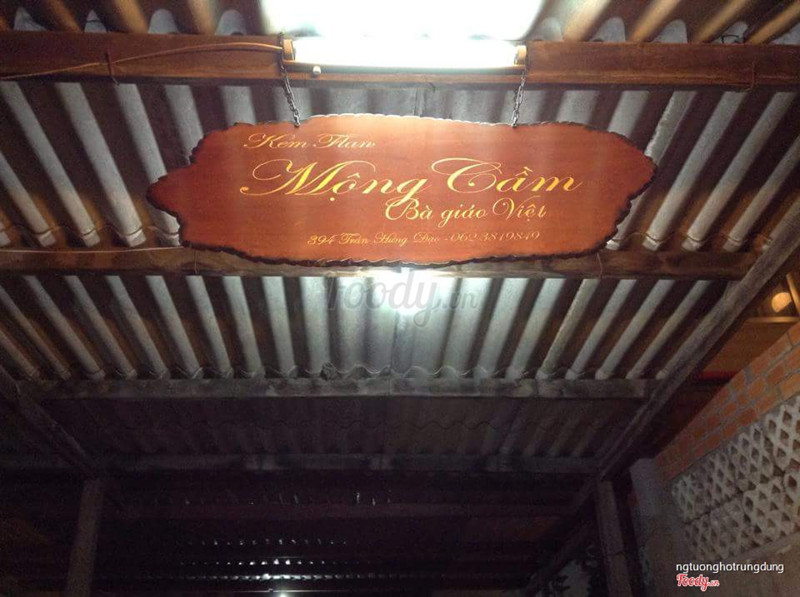 Kem Flan
Mộng Cầm
Bà giáo Việt
394 Trần Hưng Đạo - 062 3819849
foody.vn
ngtuonghotrungdung
Foody.vn